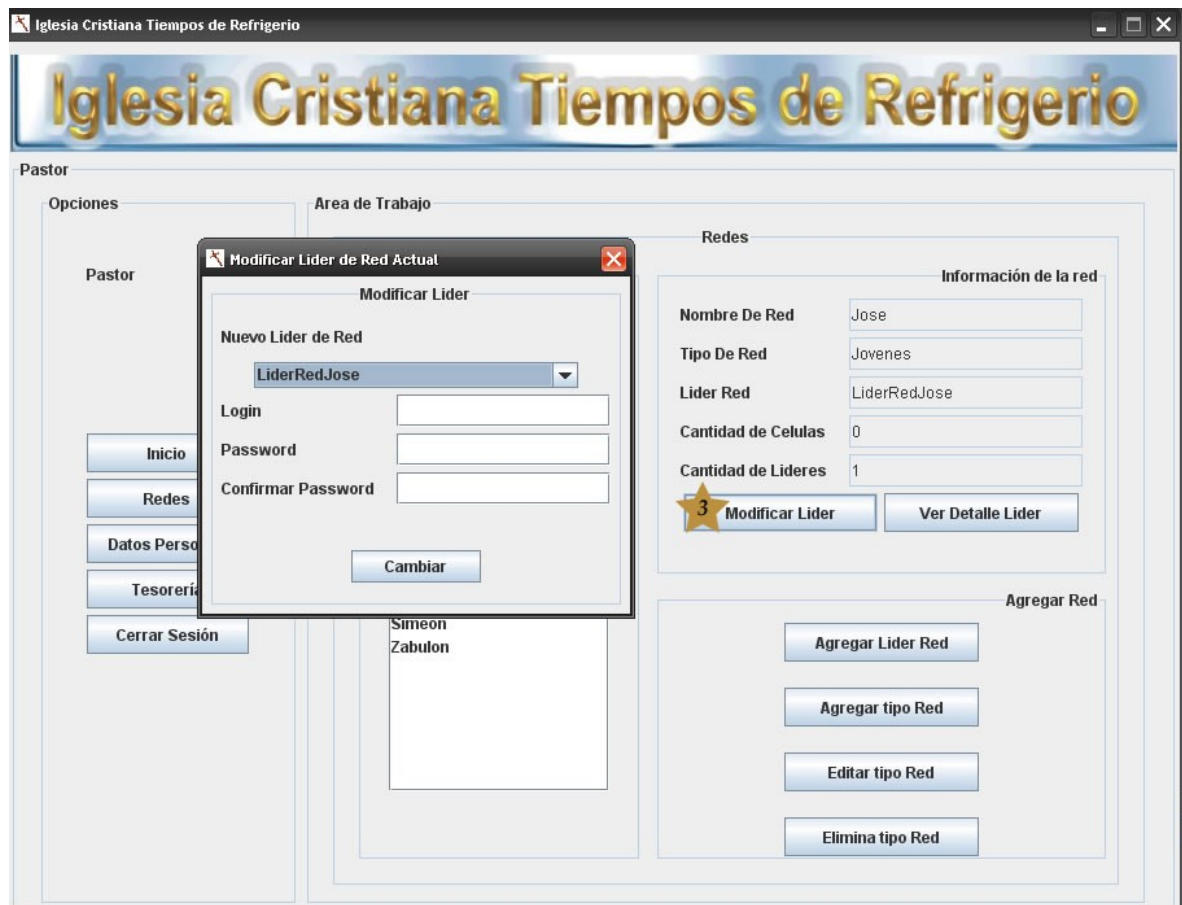 Iglesia Cristiana Tiempos de Refrigerio
Iglesia Cristiana Tiempos de Refrigerio
Pastor
Opciones
Pastor
Inicio
Redes
Datos Perso
Tesorería
Cerrar Sesión
Area de Trabajo
Modificar Lider de Red Actual
Modificar Lider
Nuevo Lider de Red
LiderRedJose
Login
Password
Confirmar Password
Cambiar
Simeon
Zabulon
Redes
Información de la red
Nombre De Red Jose
Tipo De Red Jovenes
Lider Red LiderRedJose
Cantidad de Celulas 0
Cantidad de Lideres 1
3 Modificar Lider Ver Detalle Lider
Agregar Red
Agregar Lider Red
Agregar tipo Red
Editar tipo Red
Elimina tipo Red